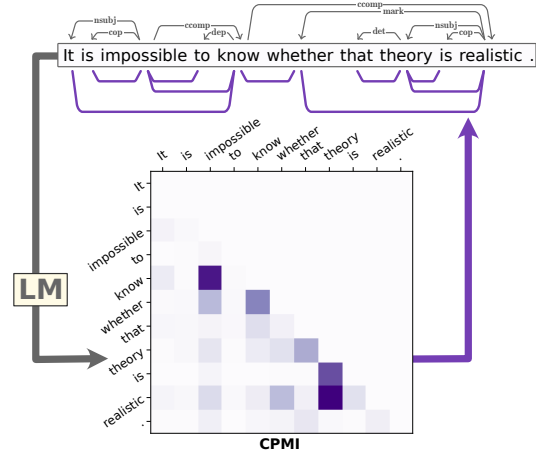 ccomp
mark
nsubj ccomp nsubj
cop dep det cop
It is impossible to know whether that theory is realistic .
It is impossible to know whether that theory is realistic .
It
is
impossible
to
know
whether
that
theory
is
realistic
.
LM
CPMI